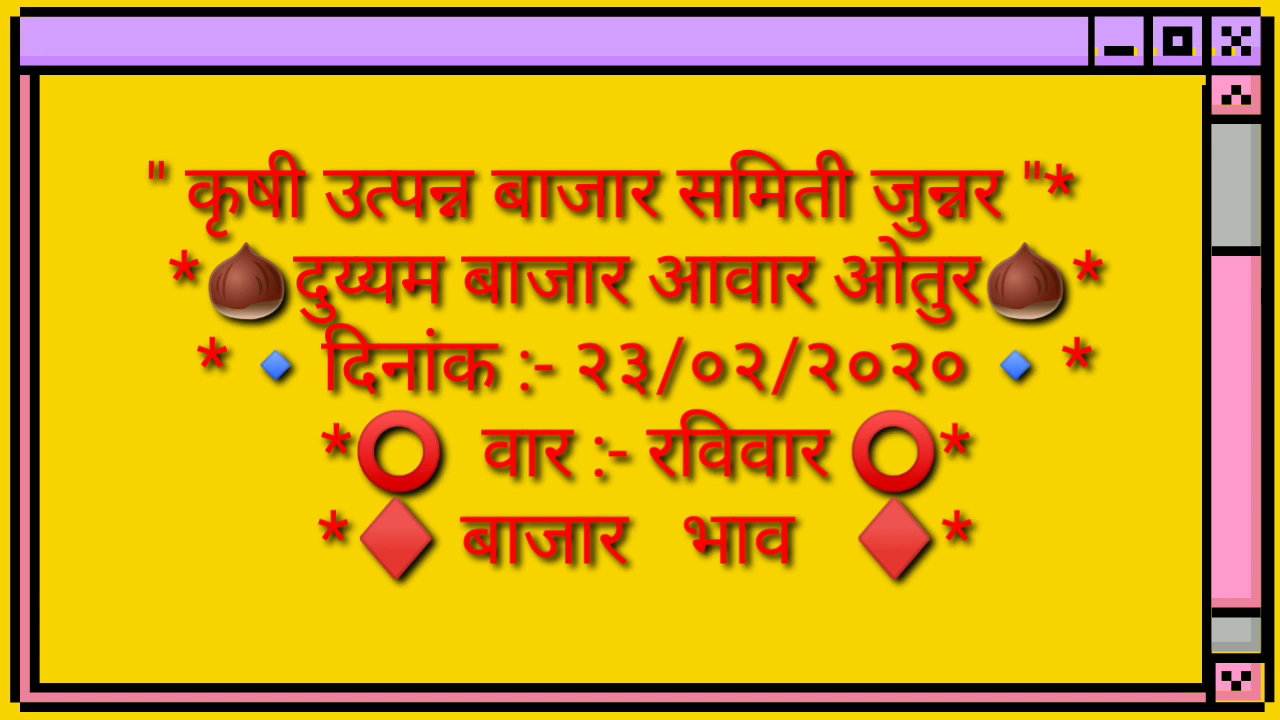 " कृषी उत्पन्न बाजार समिती जुन्नर "*
*🌰दुय्यम बाजार आवार ओतुर🌰*
*🔹 दिनांक :- २३/०२/२०२० 🔹*
*⭕ वार :- रविवार ⭕*
*♦️ बाजार भाव ♦️*